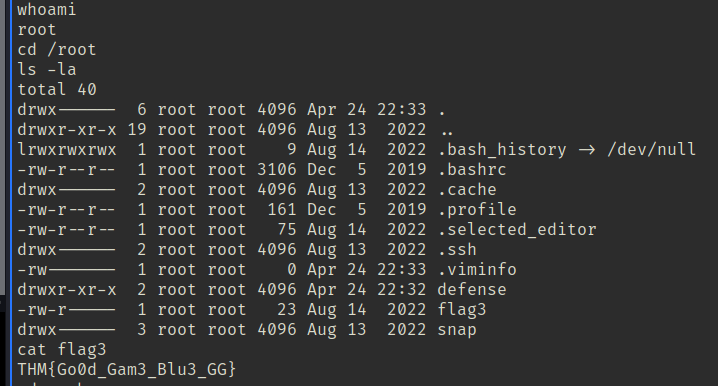 whoami
root
cd /root
ls -la
total 40
drwx------  6 root root 4096 Apr 24 22:33 .
drwxr-xr-x 19 root root 4096 Aug 13  2022 ..
lrwxrwxrwx  1 root root    9 Aug 14  2022 .bash_history -> /dev/null
-rw-r--r--  1 root root 3106 Dec  5  2019 .bashrc
drwx------  2 root root 4096 Aug 13  2022 .cache
-rw-r--r--  1 root root  161 Dec  5  2019 .profile
-rw-r--r--  1 root root   75 Aug 14  2022 .selected_editor
drwx------  2 root root 4096 Aug 13  2022 .ssh
-rw-------  1 root root    0 Apr 24 22:33 .viminfo
drwxr-xr-x  2 root root 4096 Apr 24 22:32 defense
-rw-r-----  1 root root   23 Aug 14  2022 flag3
drwx------  3 root root 4096 Aug 13  2022 snap
cat flag3
THM{Go0d_Gam3_Blu3_GG}